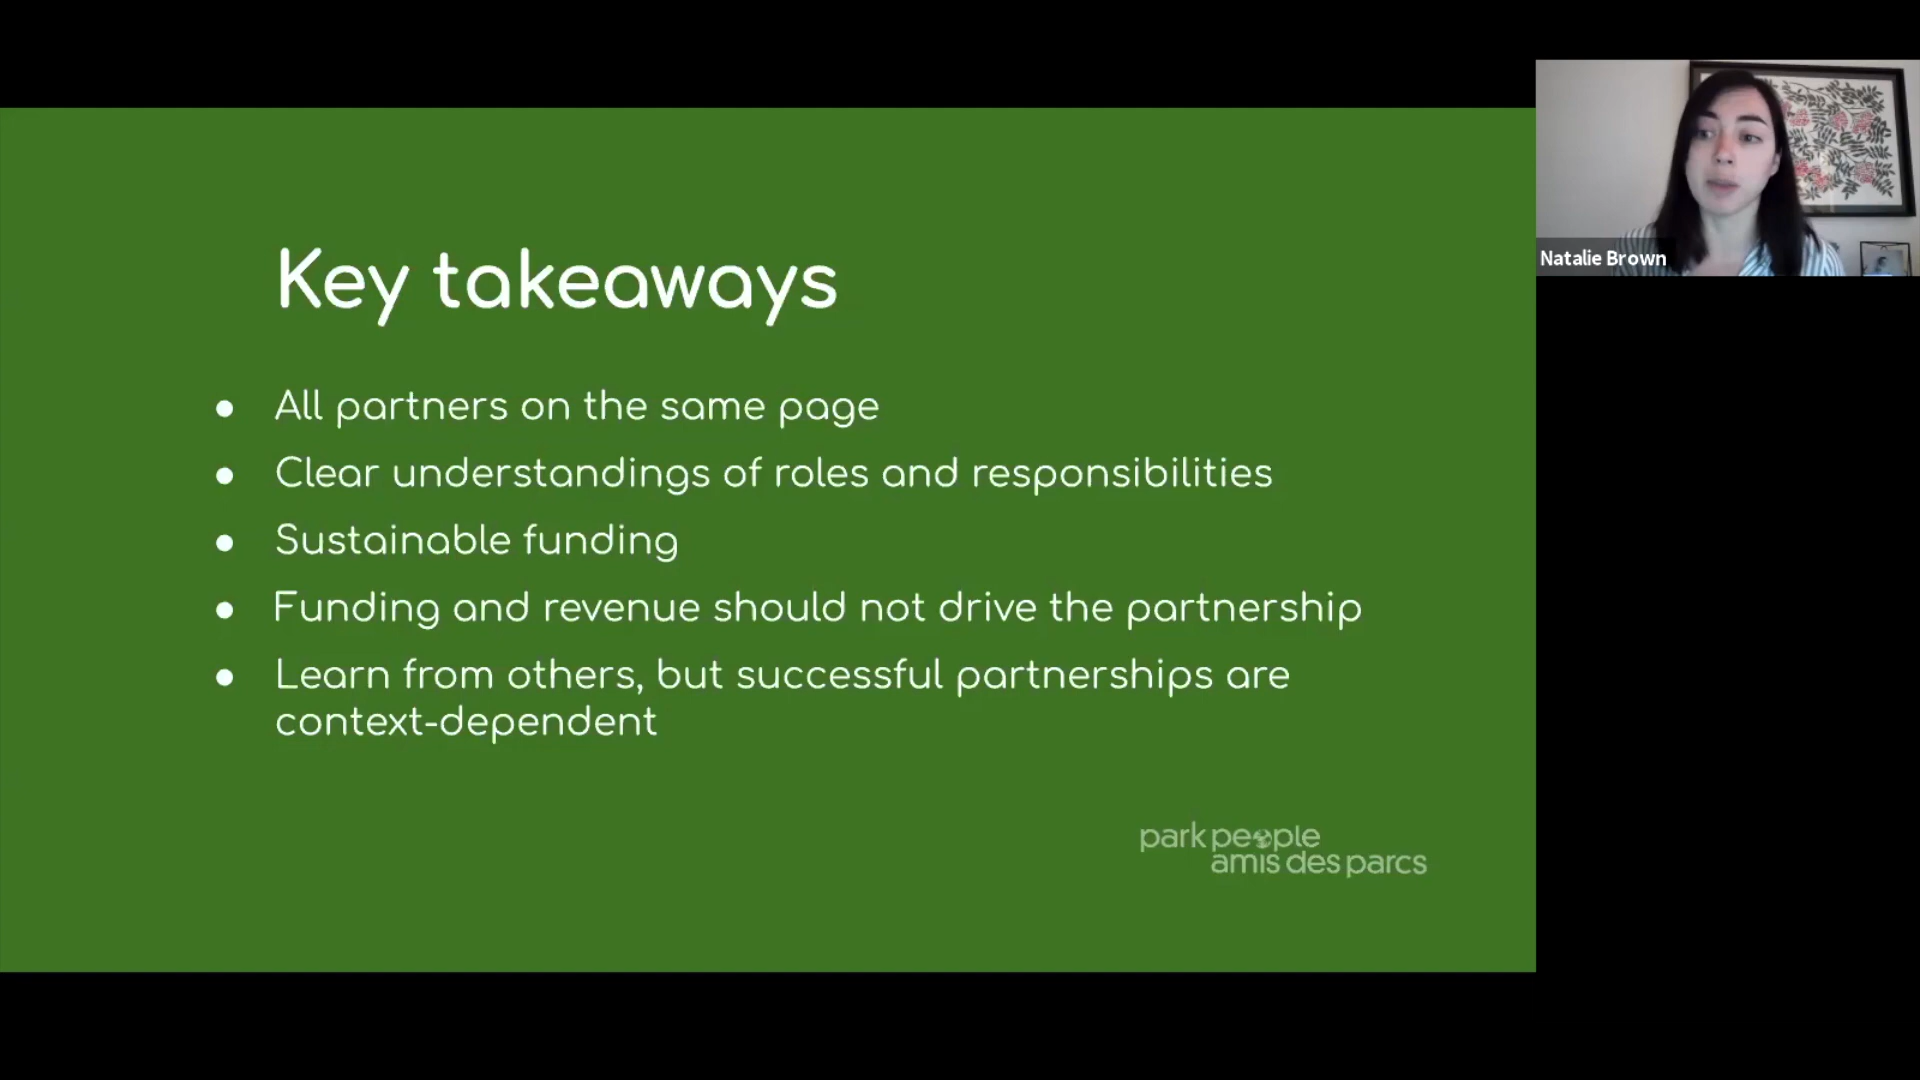 Key takeaways
● All partners on the same page
● Clear understandings of roles and responsibilities
● Sustainable funding
● Funding and revenue should not drive the partnership
● Learn from others, but successful partnerships are
context-dependent
park people
amis des parcs
Natalie Brown